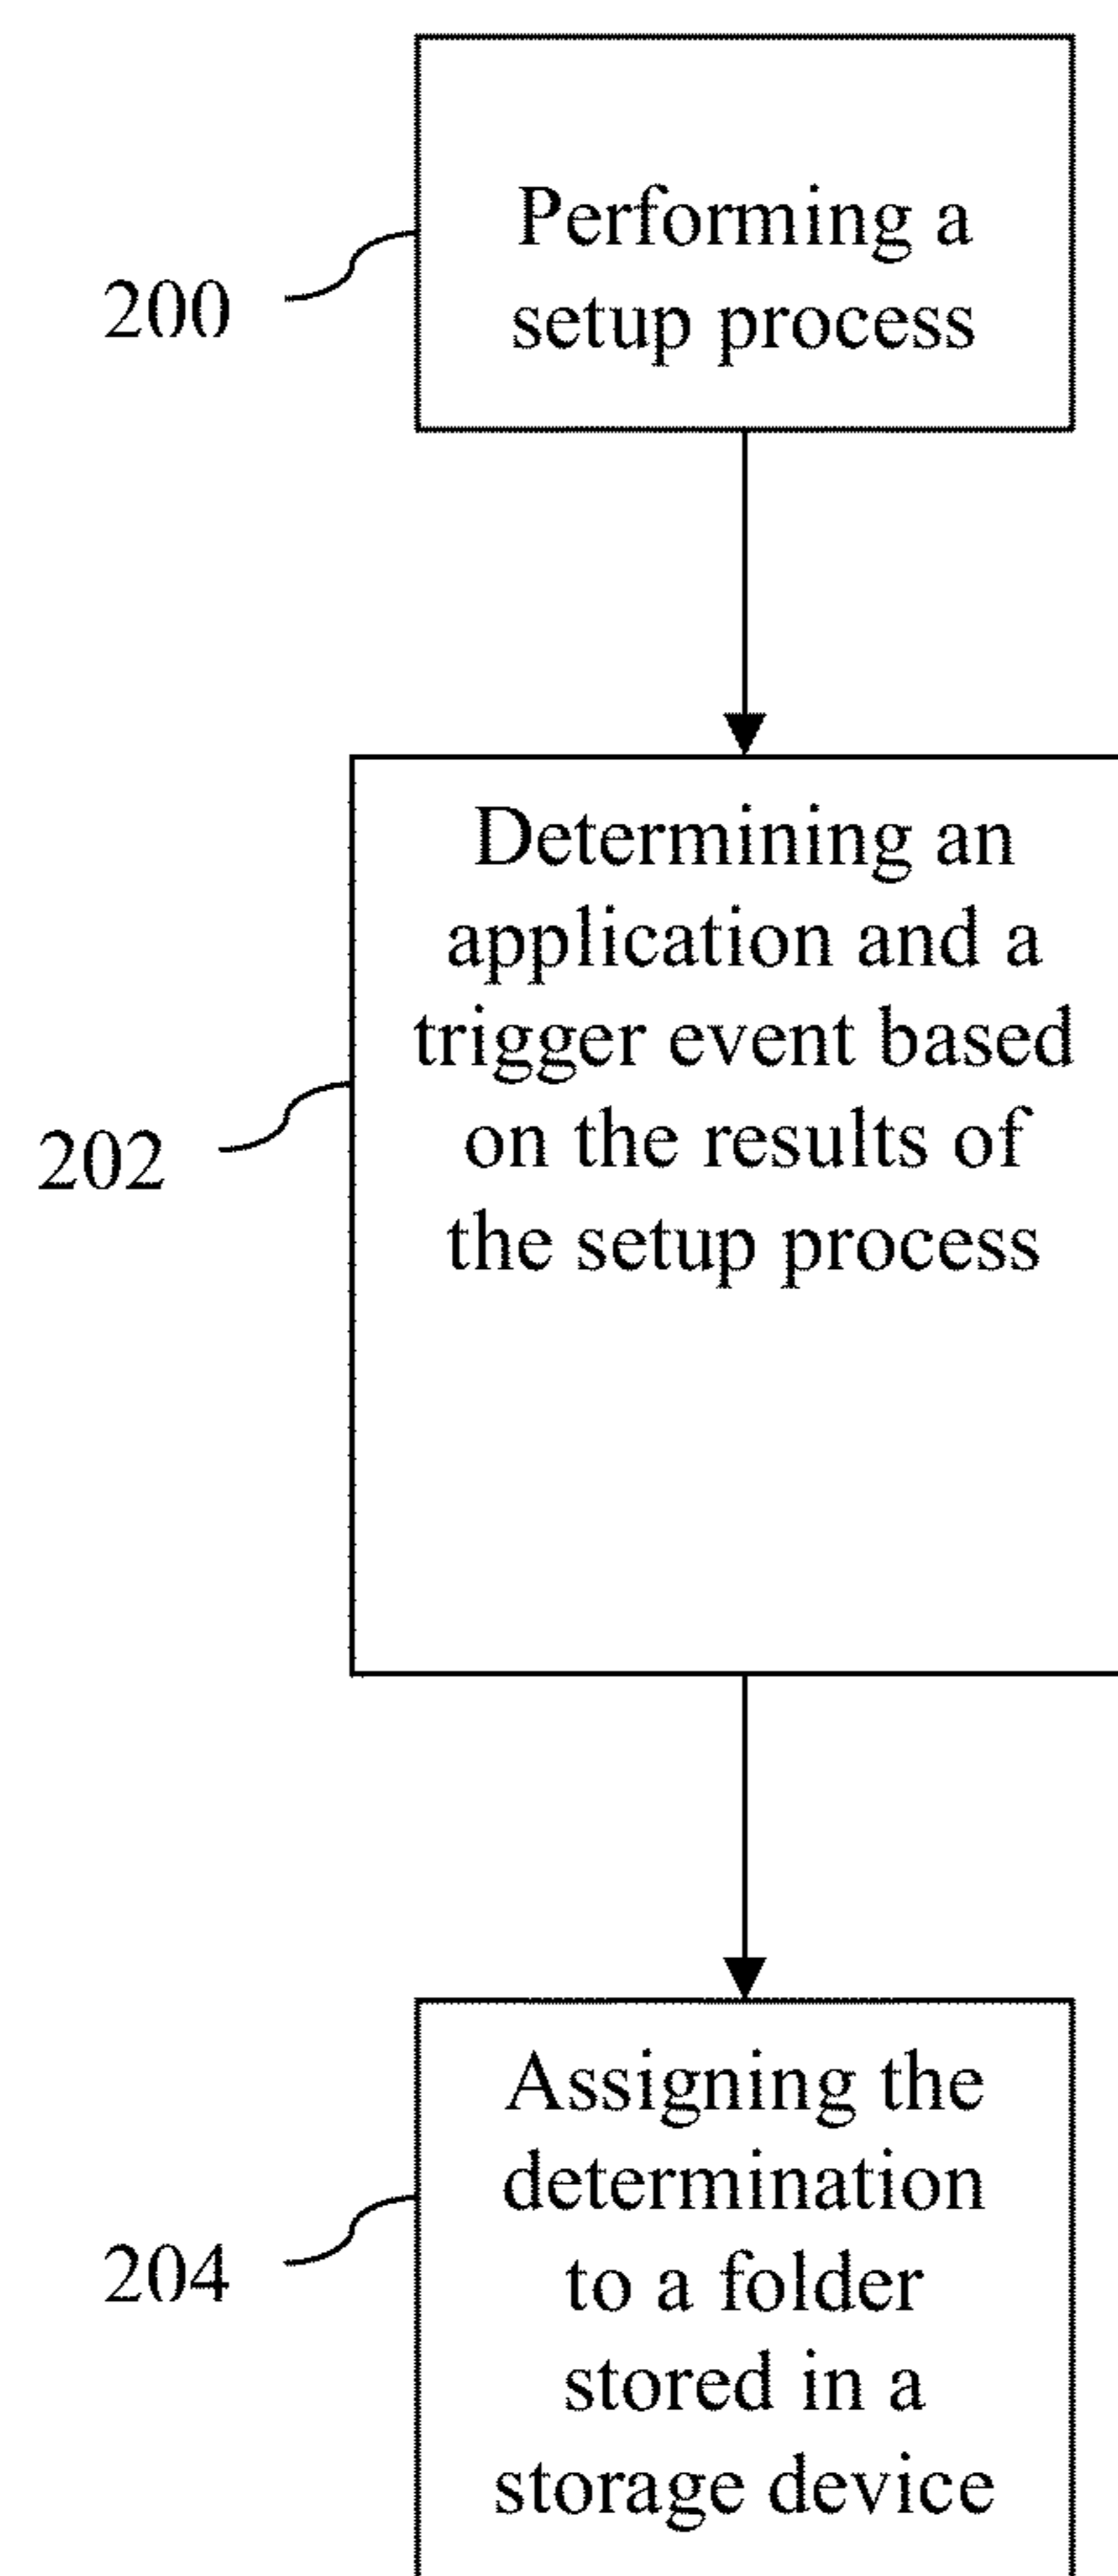 Performing a
setup process
200
Determining an
application and a
trigger event based
on the results of
the setup process
202
Assigning the
determination
to a folder
stored in a
storage device
204